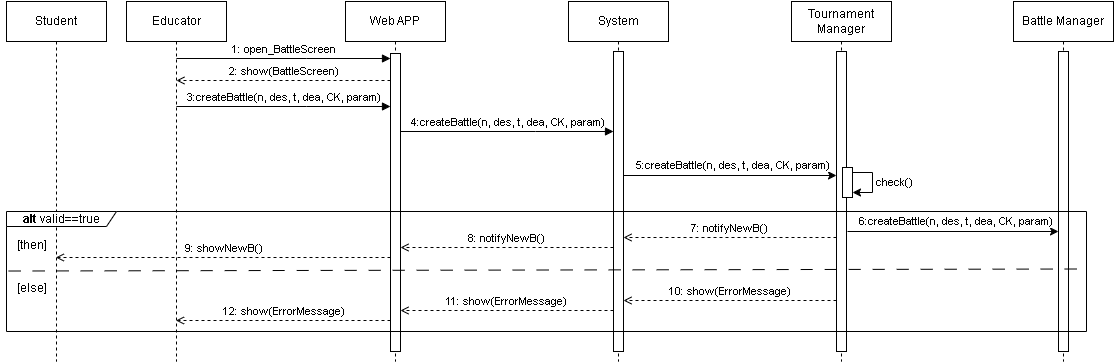 Student
Educator
Web APP
System
Tournament
Manager
Battle Manager
1: open_BattleScreen
2: show(BattleScreen)
3:createBattle(n, des, t, dea, CK, param)
4:createBattle(n, des, t, dea, CK, param)
5:createBattle(n, des, t, dea, CK, param)
check()
alt valid==true
6:createBattle(n, des, t, dea, CK, param)
7: notifyNewB()
8: notifyNewB()
[then]
9: showNewB()
[else]
10: show(ErrorMessage)
11: show(ErrorMessage)
12: show(ErrorMessage)